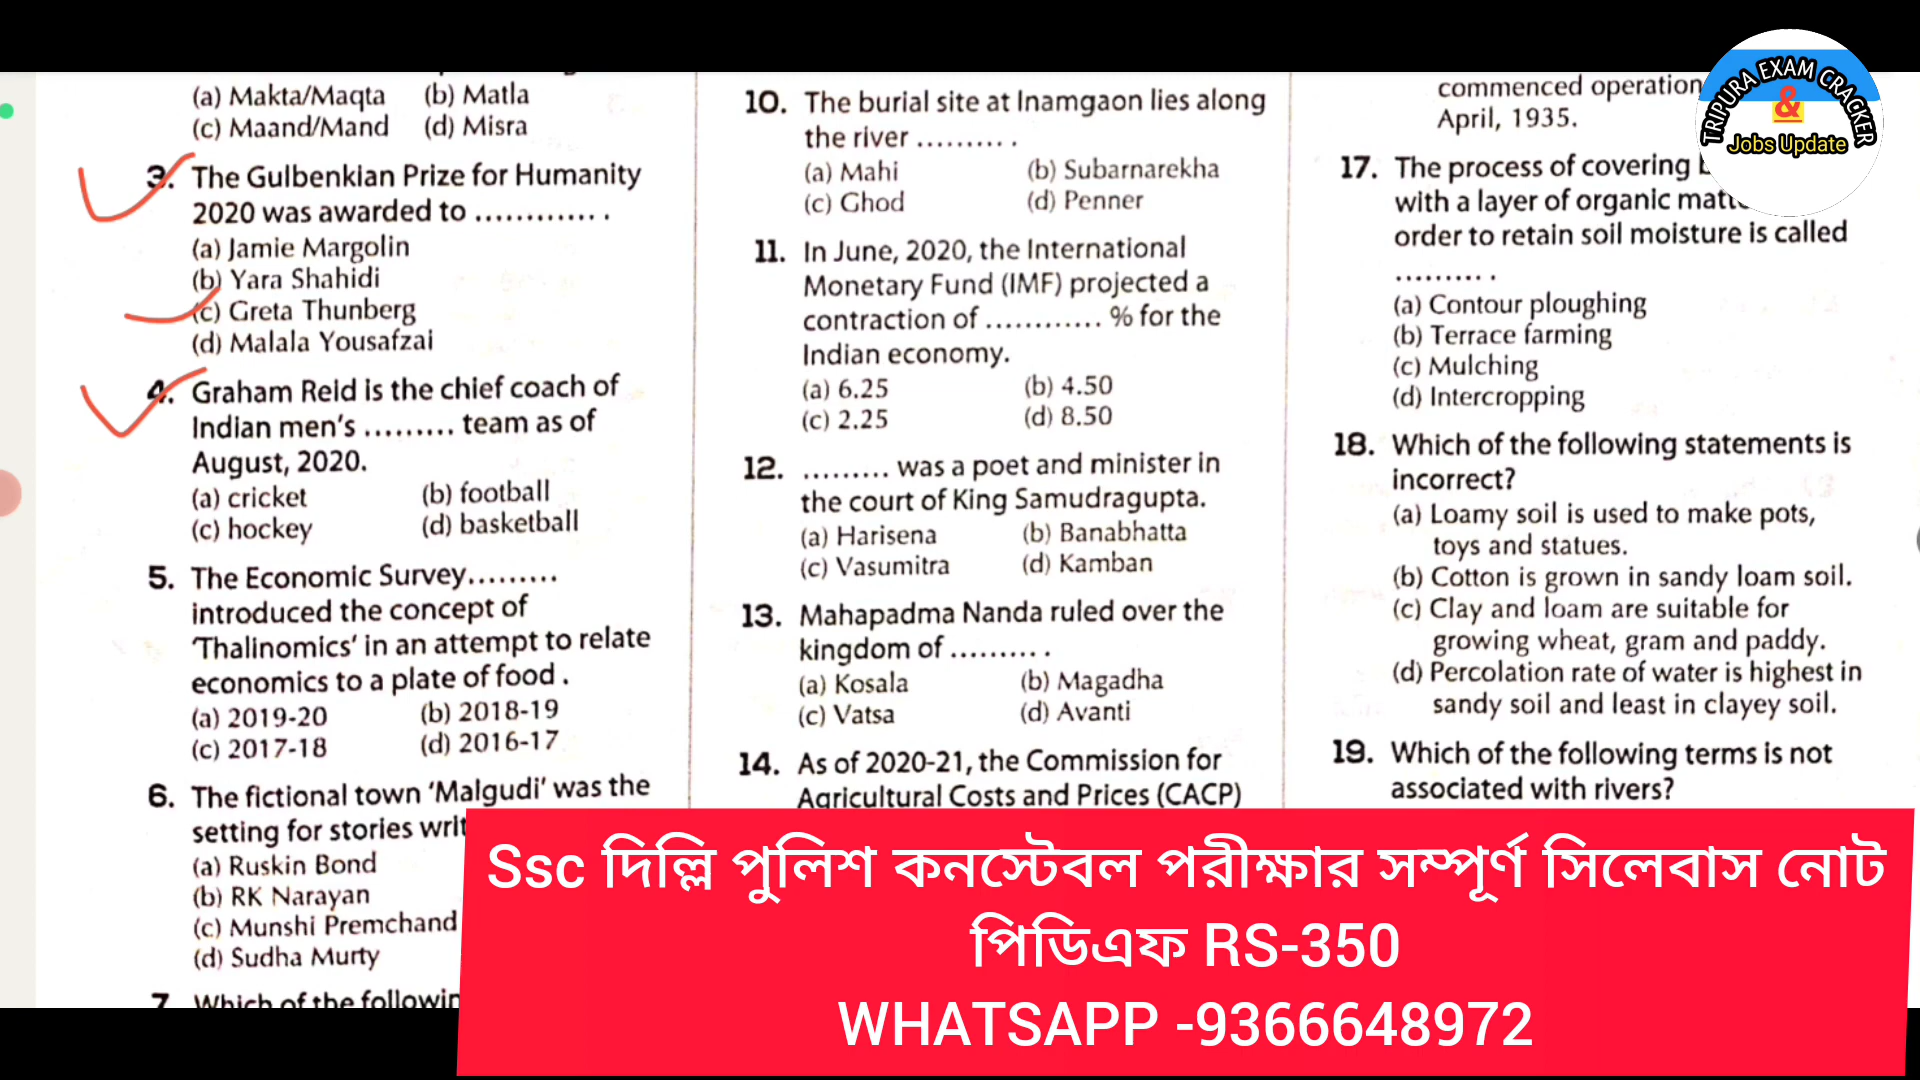 (a) Makta/Maqta (b) Matla
(c) Maand/Mand (d) Misra
3. The Gulbenkian Prize for Humanity
2020 was awarded to .............
(a) Jamie Margolin
(b) Yara Shahidi
(c) Greta Thunberg
(d) Malala Yousafzai
4. Graham Reid is the chief coach of
Indian men's ......... team as of
August, 2020.
(a) cricket (b) football
(c) hockey (d) basketball
5. The Economic Survey.........
introduced the concept of
'Thalinomics' in an attempt to relate
economics to a plate of food .
(a) 2019-20 (b) 2018-19
(c) 2017-18 (d) 2016-17
6. The fictional town 'Malgudi' was the
setting for stories writ
(a) Ruskin Bond
(b) RK Narayan
(c) Munshi Premchand
(d) Sudha Murty
7. Which of the followin
10. The burial site at Inamgaon lies along
the river ..........
(a) Mahi (b) Subarnarekha
(c) Ghod (d) Penner
11. In June, 2020, the International
Monetary Fund (IMF) projected a
contraction of ............ % for the
Indian economy.
(a) 6.25 (b) 4.50
(c) 2.25 (d) 8.50
12. ......... was a poet and minister in
the court of King Samudragupta.
(a) Harisena (b) Banabhatta
(c) Vasumitra (d) Kamban
13. Mahapadma Nanda ruled over the
kingdom of ..........
(a) Kosala (b) Magadha
(c) Vatsa (d) Avanti
14. As of 2020-21, the Commission for
Agricultural Costs and Prices (CACP)
commenced operation
April, 1935.
17. The process of covering
with a layer of organic matt
order to retain soil moisture is called
..........
(a) Contour ploughing
(b) Terrace farming
(c) Mulching
(d) Intercropping
18. Which of the following statements is
incorrect?
(a) Loamy soil is used to make pots,
toys and statues.
(b) Cotton is grown in sandy loam soil.
(c) Clay and loam are suitable for
growing wheat, gram and paddy.
(d) Percolation rate of water is highest in
sandy soil and least in clayey soil.
19. Which of the following terms is not
associated with rivers?
TRIPURA EXAM CRACKER
&
Jobs Update
Ssc দিল্লি পুলিশ কনস্টেবল পরীক্ষার সম্পূর্ণ সিলেবাস নোট
পিডিএফ RS-350
WHATSAPP -9366648972